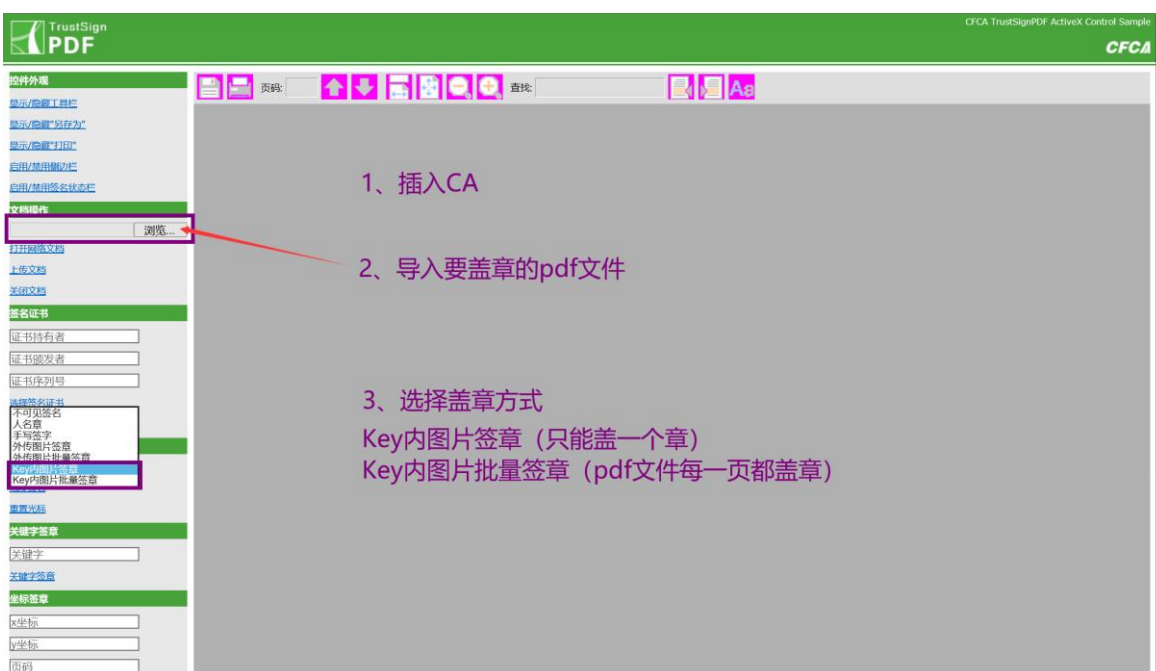 TrustSign
PDF
CFCA TrustSignPDF ActiveX Control Sample
CFCA
控件外观
显示/隐藏工具栏
显示/隐藏"另存为"
显示/隐藏"打印"
启用/禁用侧边栏
启用/禁用签名状态栏
文档操作
浏览...
打开网络文档
上传文档
关闭文档
签名证书
证书持有者
证书颁发者
证书序列号
选择签名证书
不可见签名
人名章
手写签字
外传图片签章
外传图片批量签章
Key内图片签章
Key内图片批量签章
重置光标
关键字签章
关键字
关键字签章
坐标签章
x坐标
y坐标
页码
页码:
查找:
Aa
1、插入CA
2、导入要盖章的pdf文件
3、选择盖章方式
Key内图片签章（只能盖一个章）
Key内图片批量签章（pdf文件每一页都盖章）